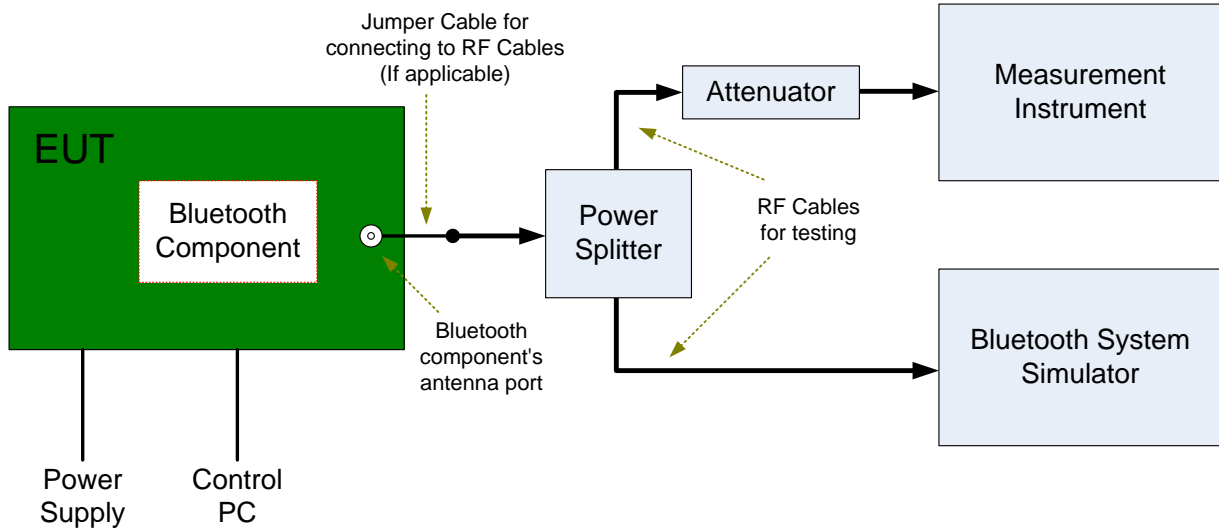 Jumper Cable for
connecting to RF Cables
(If applicable)
EUT
Bluetooth
Component
Bluetooth
component's
antenna port
Power
Supply
Control
PC
Power
Splitter
Attenuator
Measurement
Instrument
RF Cables
for testing
Bluetooth System
Simulator